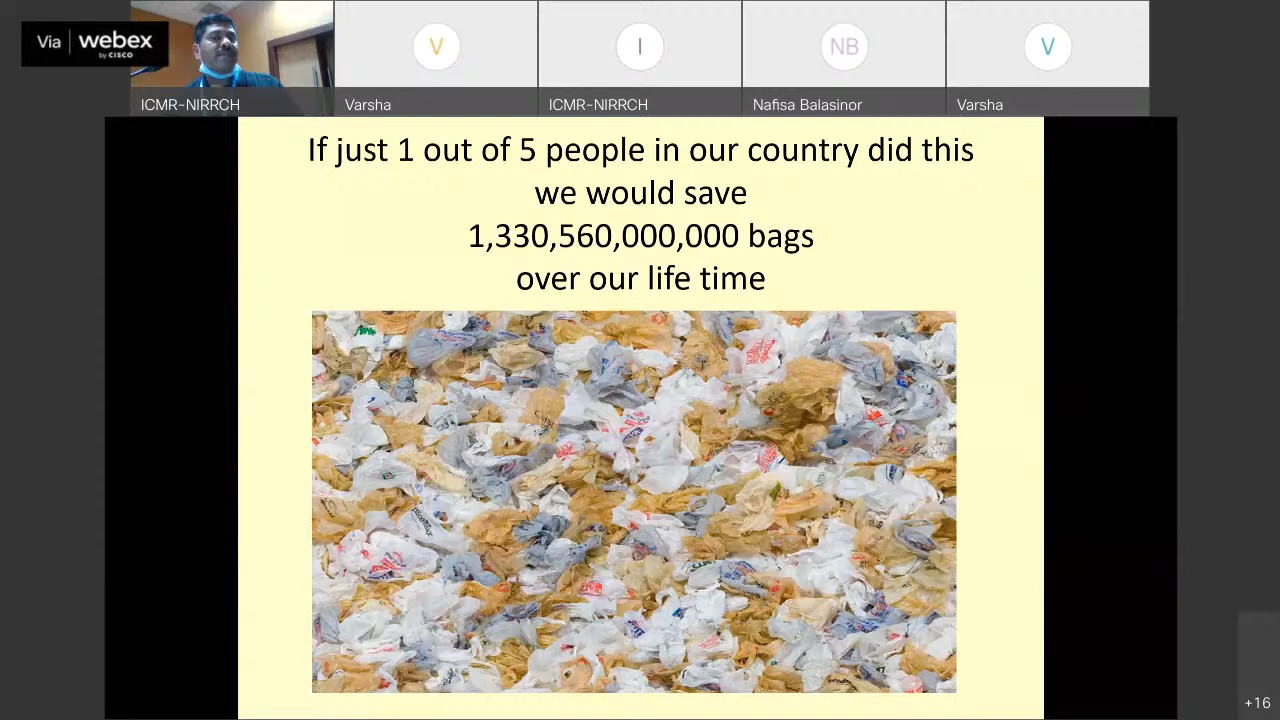 Via webex
by CISCO
ICMR-NIRRCH
V
Varsha
I
ICMR-NIRRCH
NB
Nafisa Balasinor
V
Varsha
If just 1 out of 5 people in our country did this
we would save
1,330,560,000,000 bags
over our life time
+16